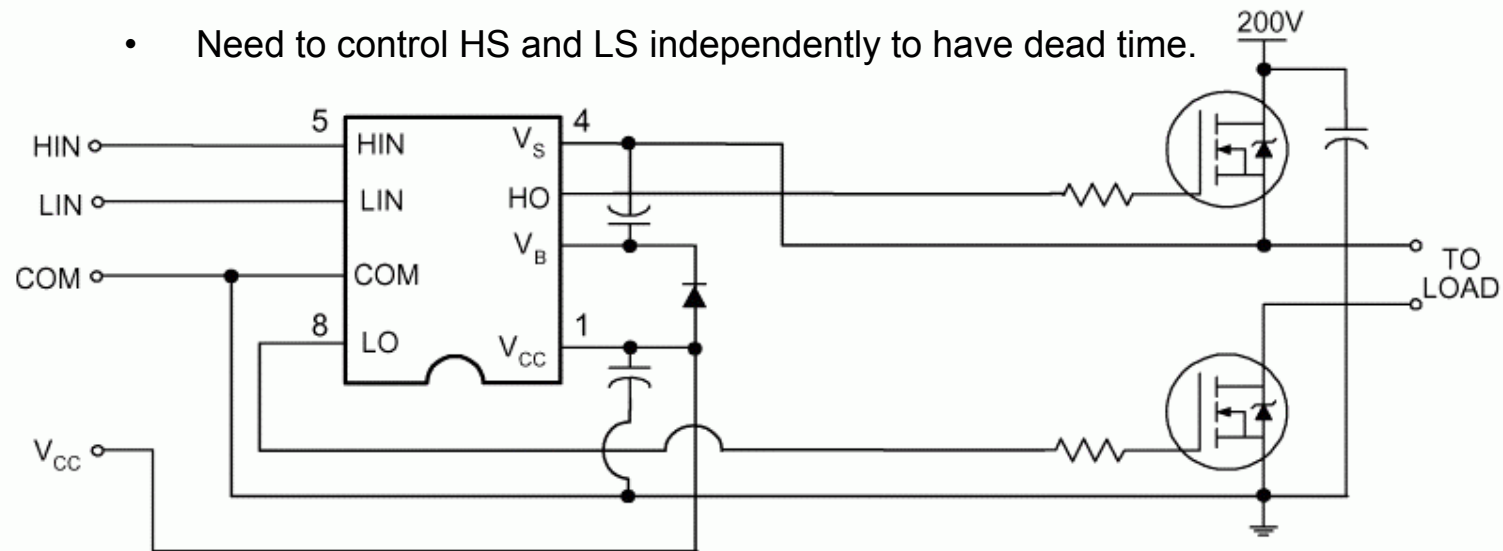 • Need to control HS and LS independently to have dead time.
200V
5
4
HIN
HIN
VS
LIN
LIN
HO
VB
COM
COM
TO
LOAD
8
1
LO
VCC
VCC